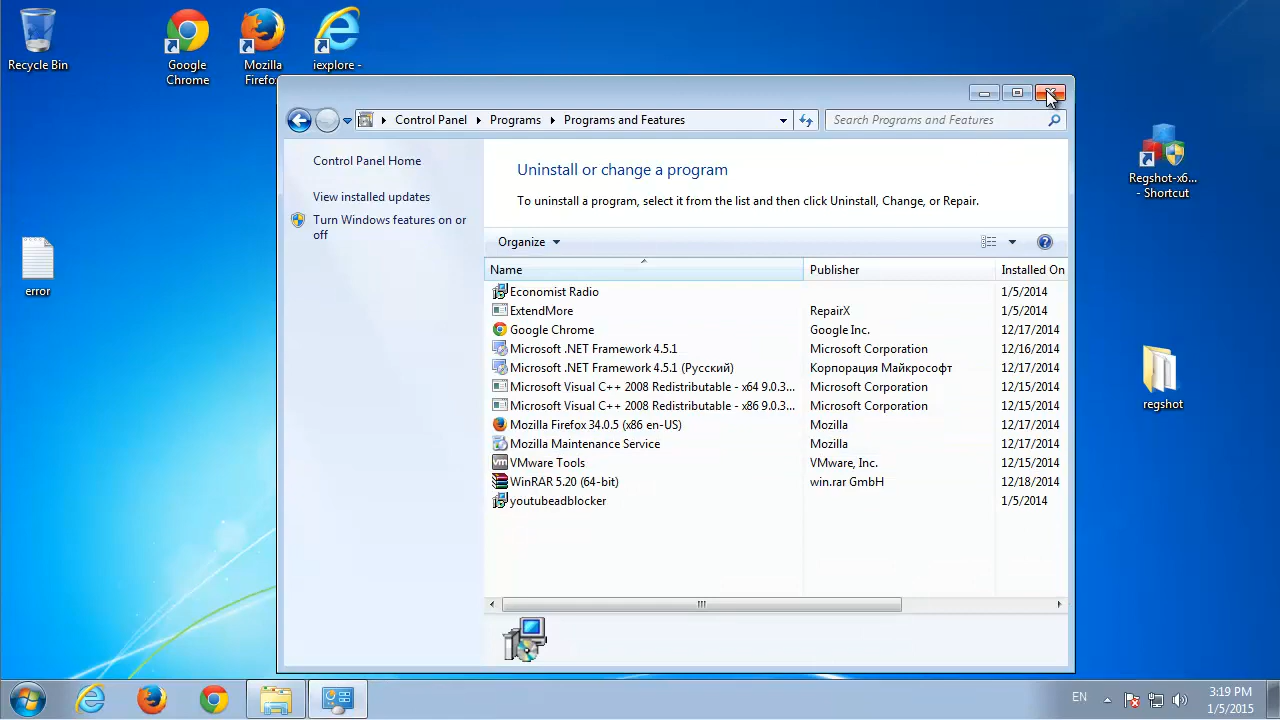 Recycle Bin
Google
Chrome
Mozilla
Firefo
iexplore -
Control Panel
Programs
Programs and Features
Search Programs and Features
Control Panel Home
View installed updates
Turn Windows features on or
off
Uninstall or change a program
To uninstall a program, select it from the list and then click Uninstall, Change, or Repair.
Organize
Name Publisher Installed On
Economist Radio 1/5/2014
ExtendMore RepairX 1/5/2014
Google Chrome Google Inc. 12/17/2014
Microsoft .NET Framework 4.5.1 Microsoft Corporation 12/16/2014
Microsoft .NET Framework 4.5.1 (Русский) Корпорация Майкрософт 12/17/2014
Microsoft Visual C++ 2008 Redistributable - x64 9.0.3... Microsoft Corporation 12/15/2014
Microsoft Visual C++ 2008 Redistributable - x86 9.0.3... Microsoft Corporation 12/15/2014
Mozilla Firefox 34.0.5 (x86 en-US) Mozilla 12/17/2014
Mozilla Maintenance Service Mozilla 12/17/2014
VMware Tools VMware, Inc. 12/15/2014
WinRAR 5.20 (64-bit) win.rar GmbH 12/18/2014
youtubeadblocker 1/5/2014
error
Regshot-x6...
- Shortcut
regshot
EN
3:19 PM
1/5/2015